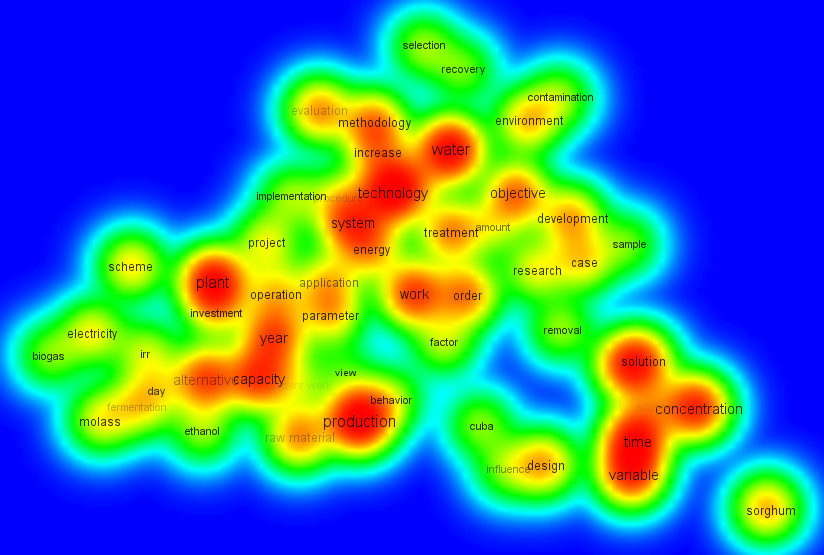 selection
recovery
contamination
evaluation
methodology
environment
increase
water
technology
implementation
objective
system
development
treatment
amount
project
energy
sample
scheme
research
case
plant
application
operation
work
order
investment
parameter
electricity
removal
year
factor
biogas
irr
solution
view
alternative
capacity
day
behavior
fermentation
concentration
molass
production
ethanol
cuba
raw material
time
influence
design
variable
sorghum